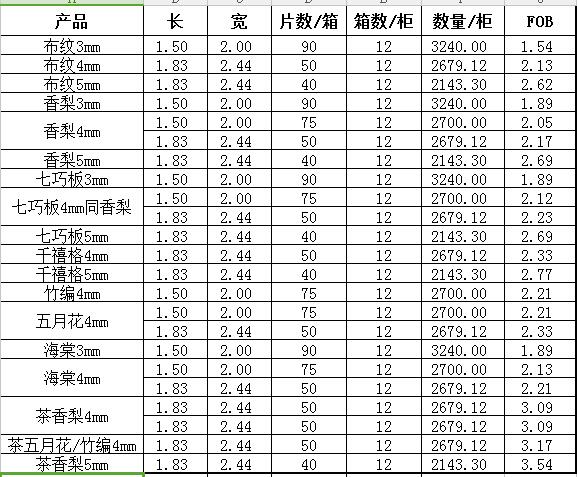 产品 长 宽 片数/箱 箱数/柜 数量/柜 FOB
布纹3mm 1.50 2.00 90 12 3240.00 1.54
布纹4mm 1.83 2.44 50 12 2679.12 2.13
布纹5mm 1.83 2.44 40 12 2143.30 2.62
香梨3mm 1.50 2.00 90 12 3240.00 1.89
香梨4mm 1.50 2.00 75 12 2700.00 2.05
1.83 2.44 50 12 2679.12 2.17
香梨5mm 1.83 2.44 40 12 2143.30 2.69
七巧板3mm 1.50 2.00 90 12 3240.00 1.89
七巧板4mm同香梨 1.50 2.00 75 12 2700.00 2.12
1.83 2.44 50 12 2679.12 2.23
七巧板5mm 1.83 2.44 40 12 2143.30 2.69
千禧格4mm 1.83 2.44 50 12 2679.12 2.33
千禧格5mm 1.83 2.44 40 12 2143.30 2.77
竹编4mm 1.50 2.00 75 12 2700.00 2.21
五月花4mm 1.50 2.00 75 12 2700.00 2.21
1.83 2.44 50 12 2679.12 2.33
海棠3mm 1.50 2.00 90 12 3240.00 1.89
海棠4mm 1.50 2.00 75 12 2700.00 2.13
1.83 2.44 50 12 2679.12 2.21
茶香梨4mm 1.83 2.44 50 12 2679.12 3.09
1.83 2.44 50 12 2679.12 3.09
茶五月花/竹编4mm 1.83 2.44 50 12 2679.12 3.17
茶香梨5mm 1.83 2.44 40 12 2143.30 3.54